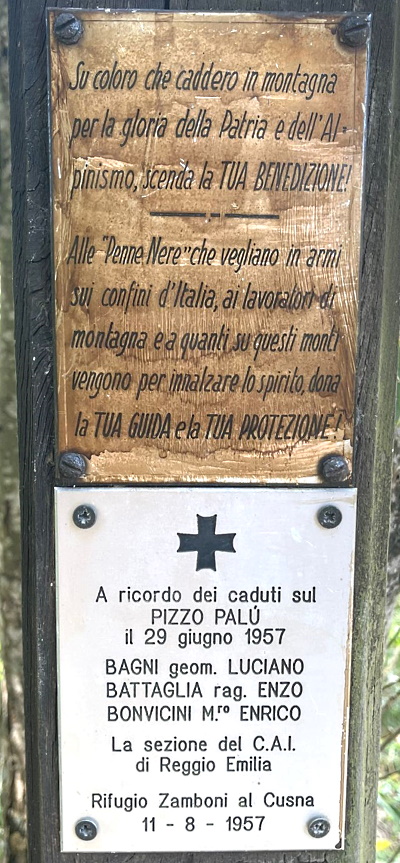 Su coloro che caddero in montagna
per la gloria della Patria e dell'Al=
pinismo, scenda la TUA BENEDIZIONE!
Alle "Penne Nere" che vegliano in armi
sui confini d'Italia, ai lavoratori di
montagna e a quanti su questi monti
vengono per innalzare lo spirito, dona
la TUA GUIDA e la TUA PROTEZIONE!
A ricordo dei caduti sul
PIZZO PALÚ
il 29 giugno 1957
BAGNI geom. LUCIANO
BATTAGLIA rag. ENZO
BONVICINI M.ro ENRICO
La sezione del C.A.I.
di Reggio Emilia
Rifugio Zamboni al Cusna
11 - 8 - 1957